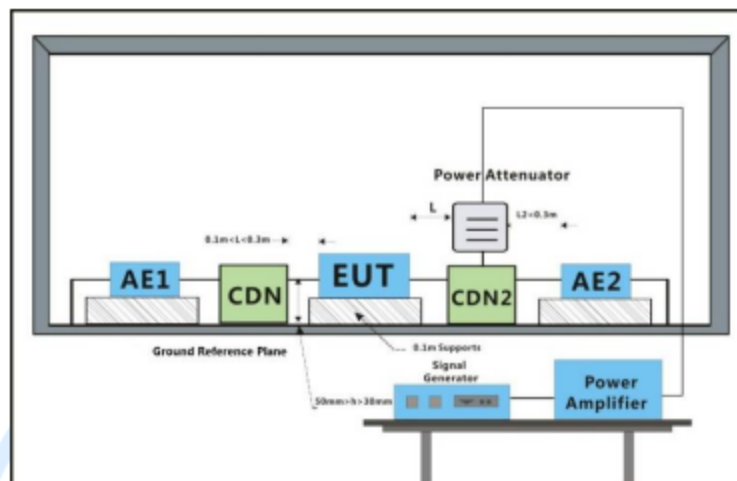 Power Attenuator
L
L2<0.3m
0.1m<L<0.3m
AE1
CDN
EUT
CDN2
AE2
Ground Reference Plane
0.1m Supports
Signal
Generator
50mm>h>30mm
Power
Amplifier